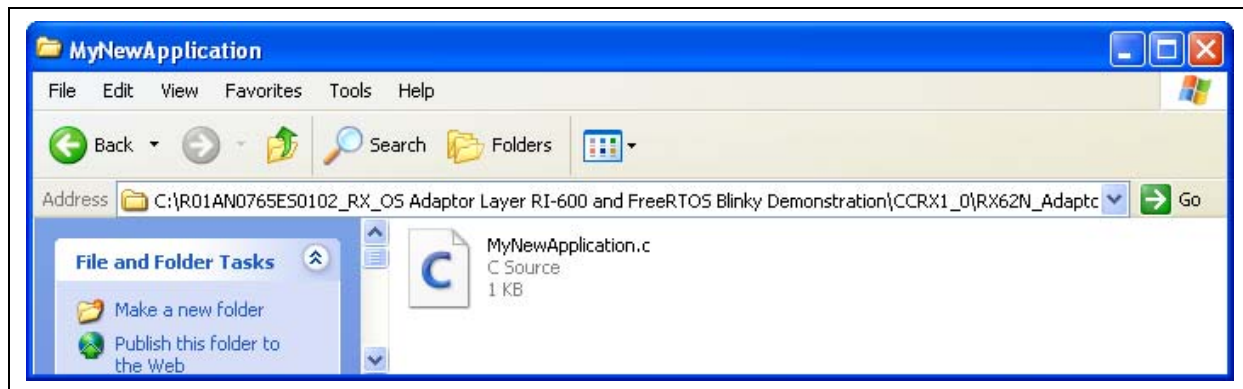 MyNewApplication
File Edit View Favorites Tools Help
Back Search Folders
Address C:\R01AN0765ES0102_RX_OS Adaptor Layer RI-600 and FreeRTOS Blinky Demonstration\CCRX1_0\RX62N_Adaptc Go
File and Folder Tasks
Make a new folder
Publish this folder to
the Web
C
MyNewApplication.c
C Source
1 KB